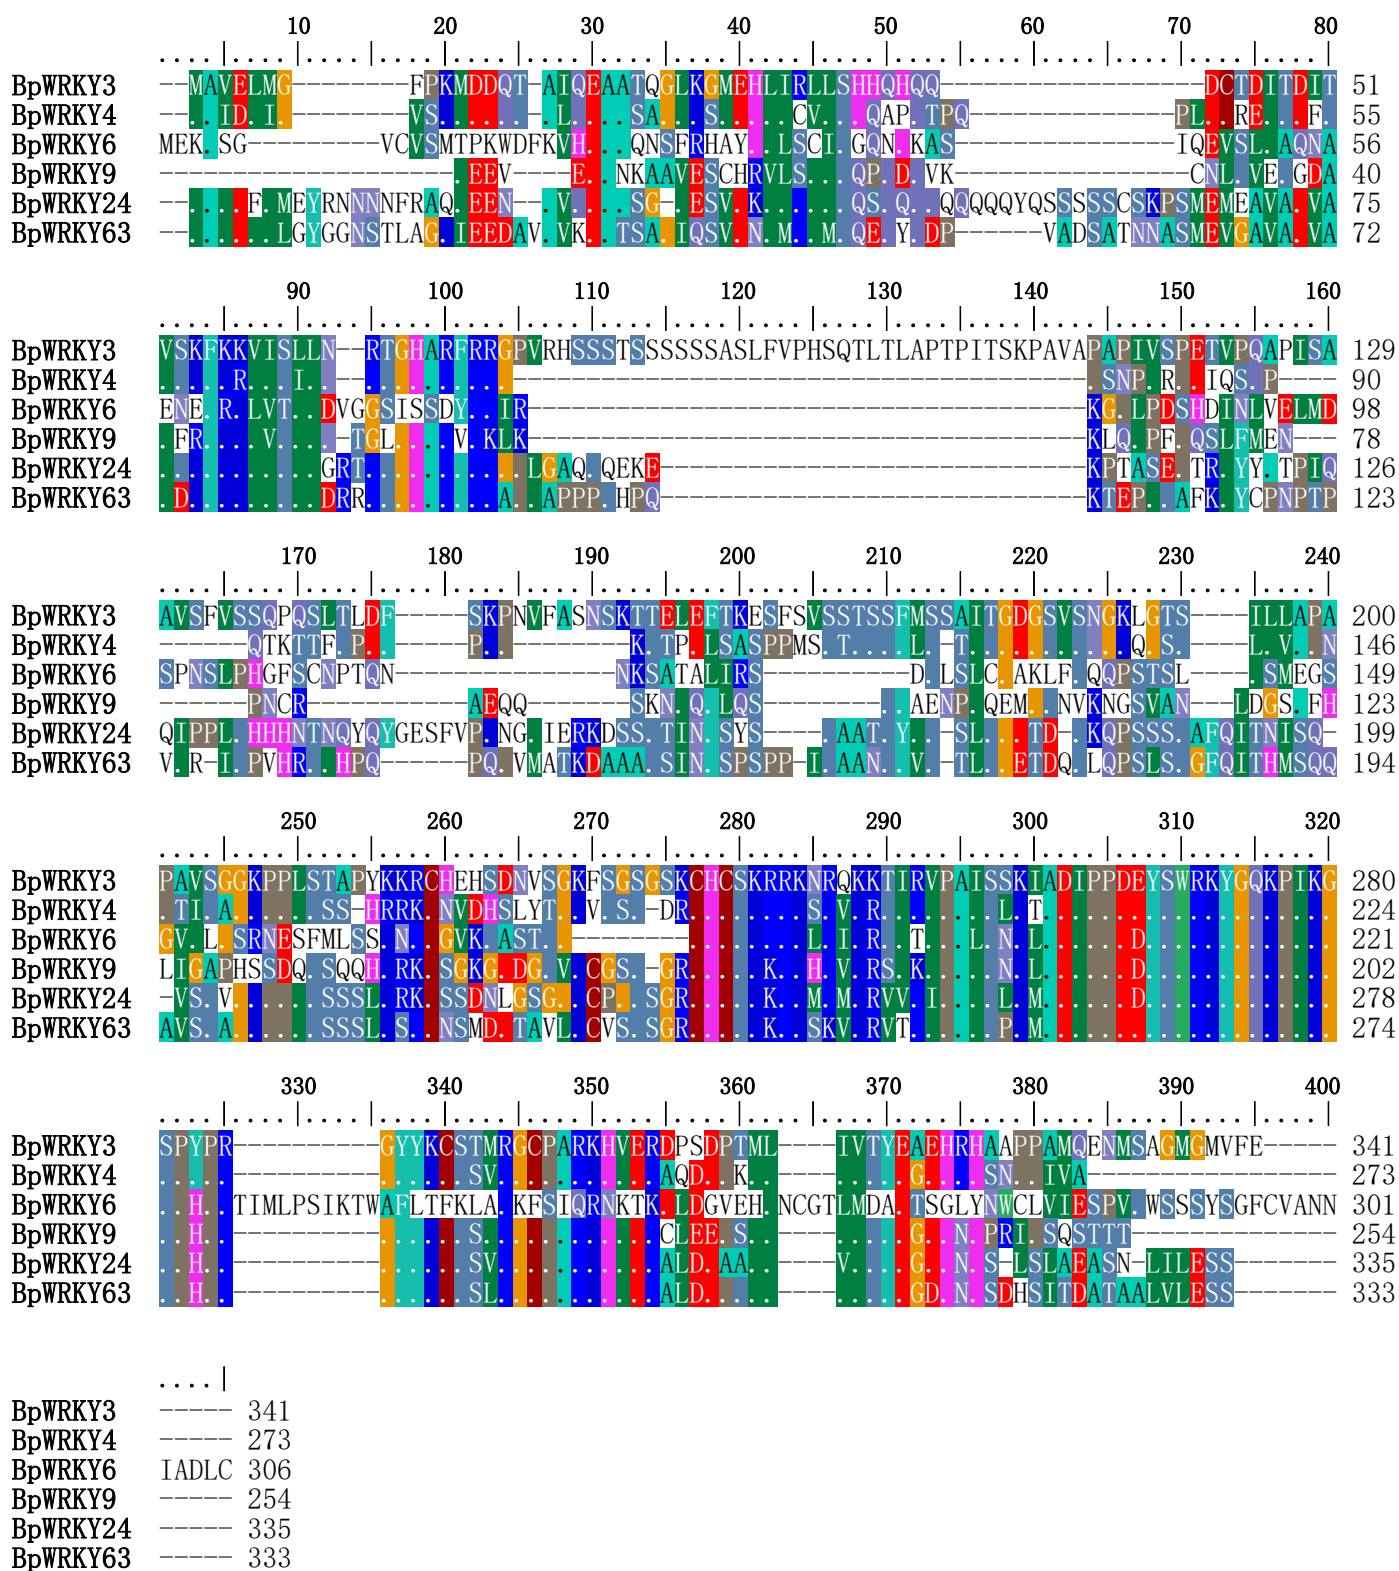 10 20 30 40 50 60 70 80
BpWRKY3 --MAVELMG--------FPKMDDQT-AIQEAATQGLKGMEHLIRLLSHHQHQQ------------------DCTDITDIT 51
BpWRKY4 --..ID.I.--------VS......-.L....SA...S.....CV...QAP.TPQ--------------PL..RE...F. 55
BpWRKY6 MEK.SG---------VCVSMTPKWDFKVH...QNSFRHAY..LSCI.GQN.KAS---------------IQEVSL.AQNA 56
BpWRKY9 --------------------.EEV----E..NKAAVESCHRVLS...QP.D.VK----------------CNL.VE.GDA 40
BpWRKY24 --....F.MEYRNNNNFRAQ.EEN--.V....SG-.ESV.K......QS.Q..QQQQQYQSSSSSCSKPSMEMEAVA.VA 75
BpWRKY63 --......LGYGGNSTLAG.IEEDAV.VK..TSA.IQSV.N.M..M.QE.Y.DP------VADSATNNASMEVGAVA.VA 72
90 100 110 120 130 140 150 160
BpWRKY3 VSKFKKVISLLN--RTGHARFRRGPVRHSSSTSSSSSSASLFVPHSQTLTLAPTPITSKPAVAPAPIVSPETVPQAPISA 129
BpWRKY4 .....R...I..--..........---------------------------------------.SNP.R..IQS.P---- 90
BpWRKY6 ENE.R.LVT..DVGGSISSDY..IR--------------------------------------KG.LPDSHDINLVELMD 98
BpWRKY9 .FR....V....-TGL...V.KLK--------------------------------------KLQ.PF.QSLFMEN--- 78
BpWRKY24 ...........GRT.........G.LGAQ.QEKE-----------------------------KPTASE.TR.YY.TPIQ 126
BpWRKY63 .D.........DRR.........A.APPP.HPQ-----------------------------KTEP..AFK.YCPNPTP 123
170 180 190 200 210 220 230 240
BpWRKY3 AVSFVSSQPQSLTLDF-----SKPNVFASNSKTTELEFTKESFSVSSTSSFMSSAITGDGSVSNGKLGTS----ILLAPA 200
BpWRKY4 ------QTKTTF.P.------P..--------K.TP.LSASPPMS.T....L..T........Q.S----L.V..N 146
BpWRKY6 SPNSLPHGFSCNPTQN---------------NKSATALIRS----------D.LSLC.AKLF.QQPSTSL----.SMEGS 149
BpWRKY9 ------PNCR-----------AEQQ-------SKN.Q.LQS--------..AENP.QEM..NVKNGSVAN---LDGS.FH 123
BpWRKY24 QIPPL.HHHNTNQYQYGESFVP.NG.IERKDSS.TIN.SYS----.AAT.Y...SL...TD-.KQPSSS.AFQITNISQ- 199
BpWRKY63 V.R-I.PVHR..HPQ------PQ.VMATKDAAA.SIN.SPSPP-I.AAN..V.-TL..ETDQ.LQPSLS.GFQITHMSQQ 194
250 260 270 280 290 300 310 320
BpWRKY3 PAVSGGKPPLSTAPYKKRCHEHSDNVSGKFSGSGSKCHCSKRRKNRQKKTIRVPAISSKIADIPPDEYSWRKYGQKPIKG 280
BpWRKY4 .TI.A......SS-HRRK.NVDHSLYT..V.S.-DR........S.V.R........L.T.................... 224
BpWRKY6 GV.L.SRNESFMLSS.N..GVK.AST..---------........L.I.R..T...L.N.L......D............ 221
BpWRKY9 LIGAPHSSDQ.SQQH.RK.SGKG.DG.V.CGS.-GR.....K..H.V.RS.K.....N.L......D............. 202
BpWRKY24 -VS.V......SSSL.RK.SSDNLGSG..CP..SGR.....K..M.M.RVV.I....L.M......D............. 278
BpWRKY63 AVS.A......SSSL.S..NSMD.TAVL.CVS.SGR.....K..SKV.RVT......P.M.................... 274
330 340 350 360 370 380 390 400
BpWRKY3 SPYPR----------GYYKCSTMRGCPARKHVERDPSDPTML----IVTYEAEHRHAAPPAMQENMSAGMGMVFE----- 341
BpWRKY4 .....----------......SV...........AQD..K..----.....G....SN..IVA----------------- 273
BpWRKY6 ..H..TIMLPSIKTWAFLTFKLA.KFSIQRNKTK.LDGVEH.NCGTLMDA.TSGLYNWCLVIESPV.WSSSYSGFCVANN 301
BpWRKY9 ..H..----------......S............CLEE.S..----.....G..N.PRI.SQSTTT-------------- 254
BpWRKY24 ..H..----------......SV...........ALD.AA..----V....G..N.S-LSLAEASN-LILESS------- 335
BpWRKY63 ..H..----------......SL...........ALD.....----.....GD.N.SDHSITDATAALVLESS------- 333
BpWRKY3 ----- 341
BpWRKY4 ----- 273
BpWRKY6 IADLC 306
BpWRKY9 ----- 254
BpWRKY24 ----- 335
BpWRKY63 ----- 333